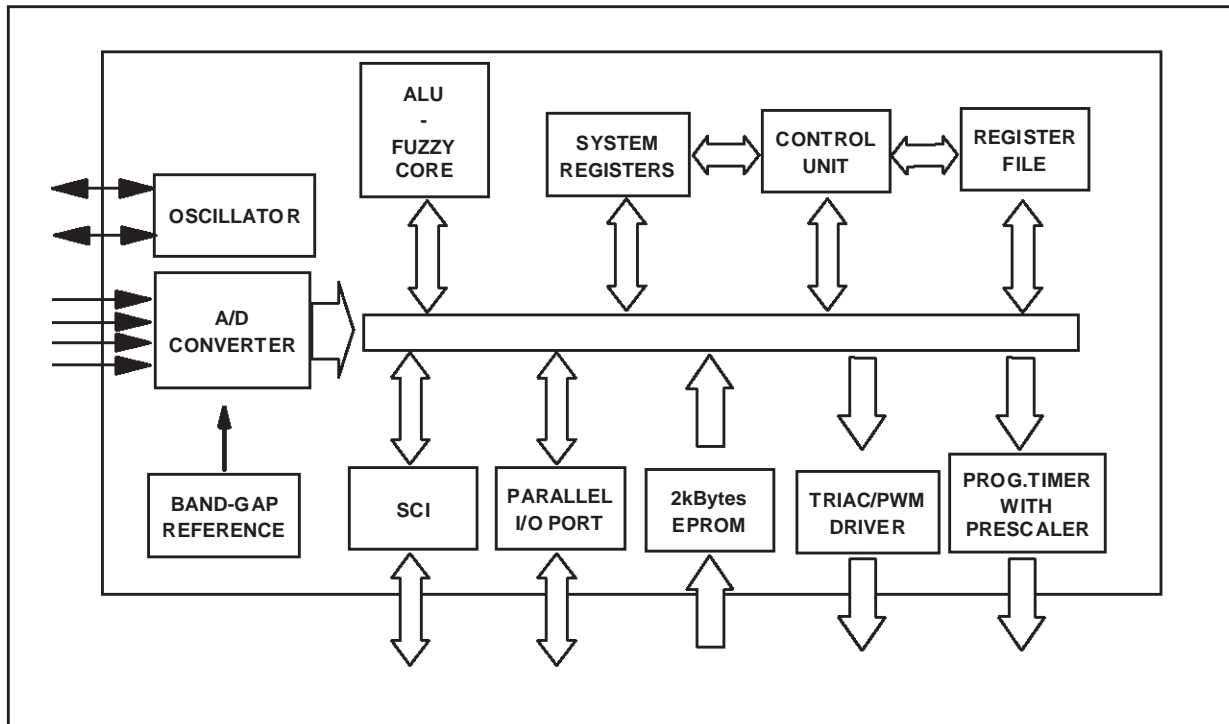 ALU
-
FUZZY
CORE
SYSTEM
REGISTERS
CONTROL
UNIT
REGISTER
FILE
OSCILLATOR
A/D
CONVERTER
BAND-GAP
REFERENCE
SCI
PARALLEL
I/O PORT
2kBytes
EPROM
TRIAC/PWM
DRIVER
PROG.TIMER
WITH
PRESCALER